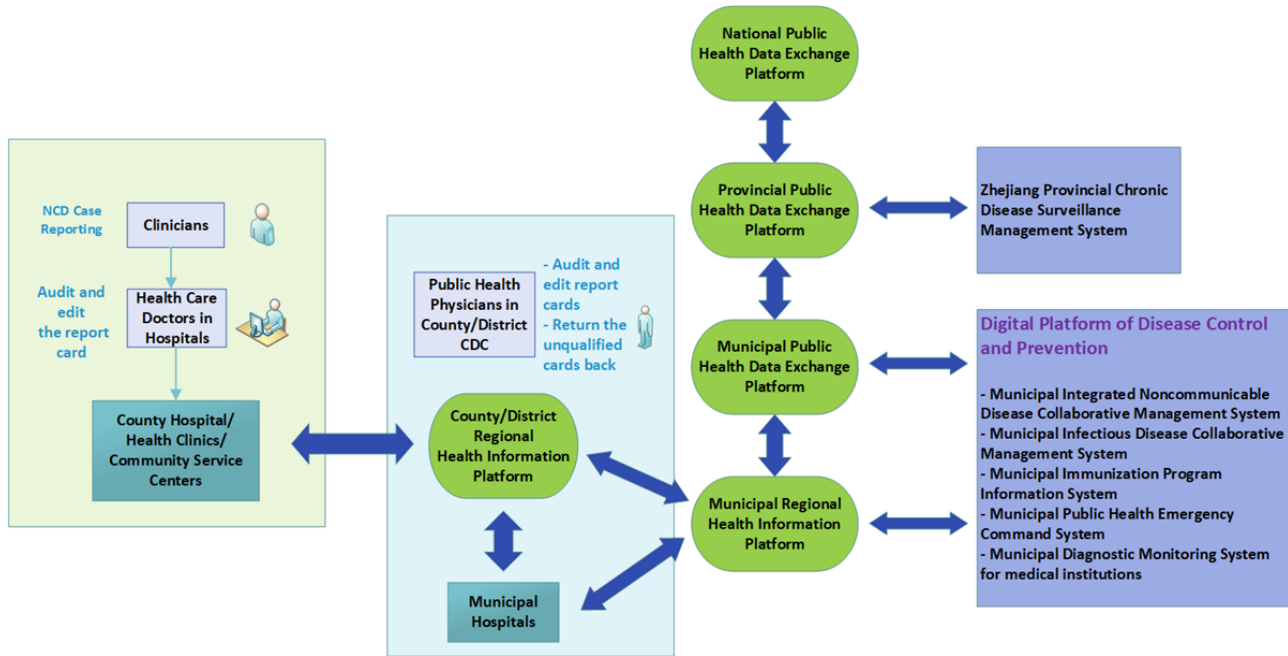 National Public
Health Data Exchange
Platform
NCD Case
Reporting
Clinicians
Audit and
edit
the report
card
Health Care
Doctors in
Hospitals
County Hospital/
Health Clinics/
Community Service
Centers
Public Health
Physicians in
County/District
CDC
- Audit and
edit report
cards
- Return the
unqualified
cards back
County/District
Regional
Health Information
Platform
Municipal
Hospitals
Provincial Public
Health Data Exchange
Platform
Municipal Public
Health Data Exchange
Platform
Municipal Regional
Health Information
Platform
Zhejiang Provincial Chronic
Disease Surveillance
Management System
Digital Platform of Disease Control
and Prevention
- Municipal Integrated Noncommunicable
Disease Collaborative Management System
- Municipal Infectious Disease Collaborative
Management System
- Municipal Immunization Program
Information System
- Municipal Public Health Emergency
Command System
- Municipal Diagnostic Monitoring System
for medical institutions